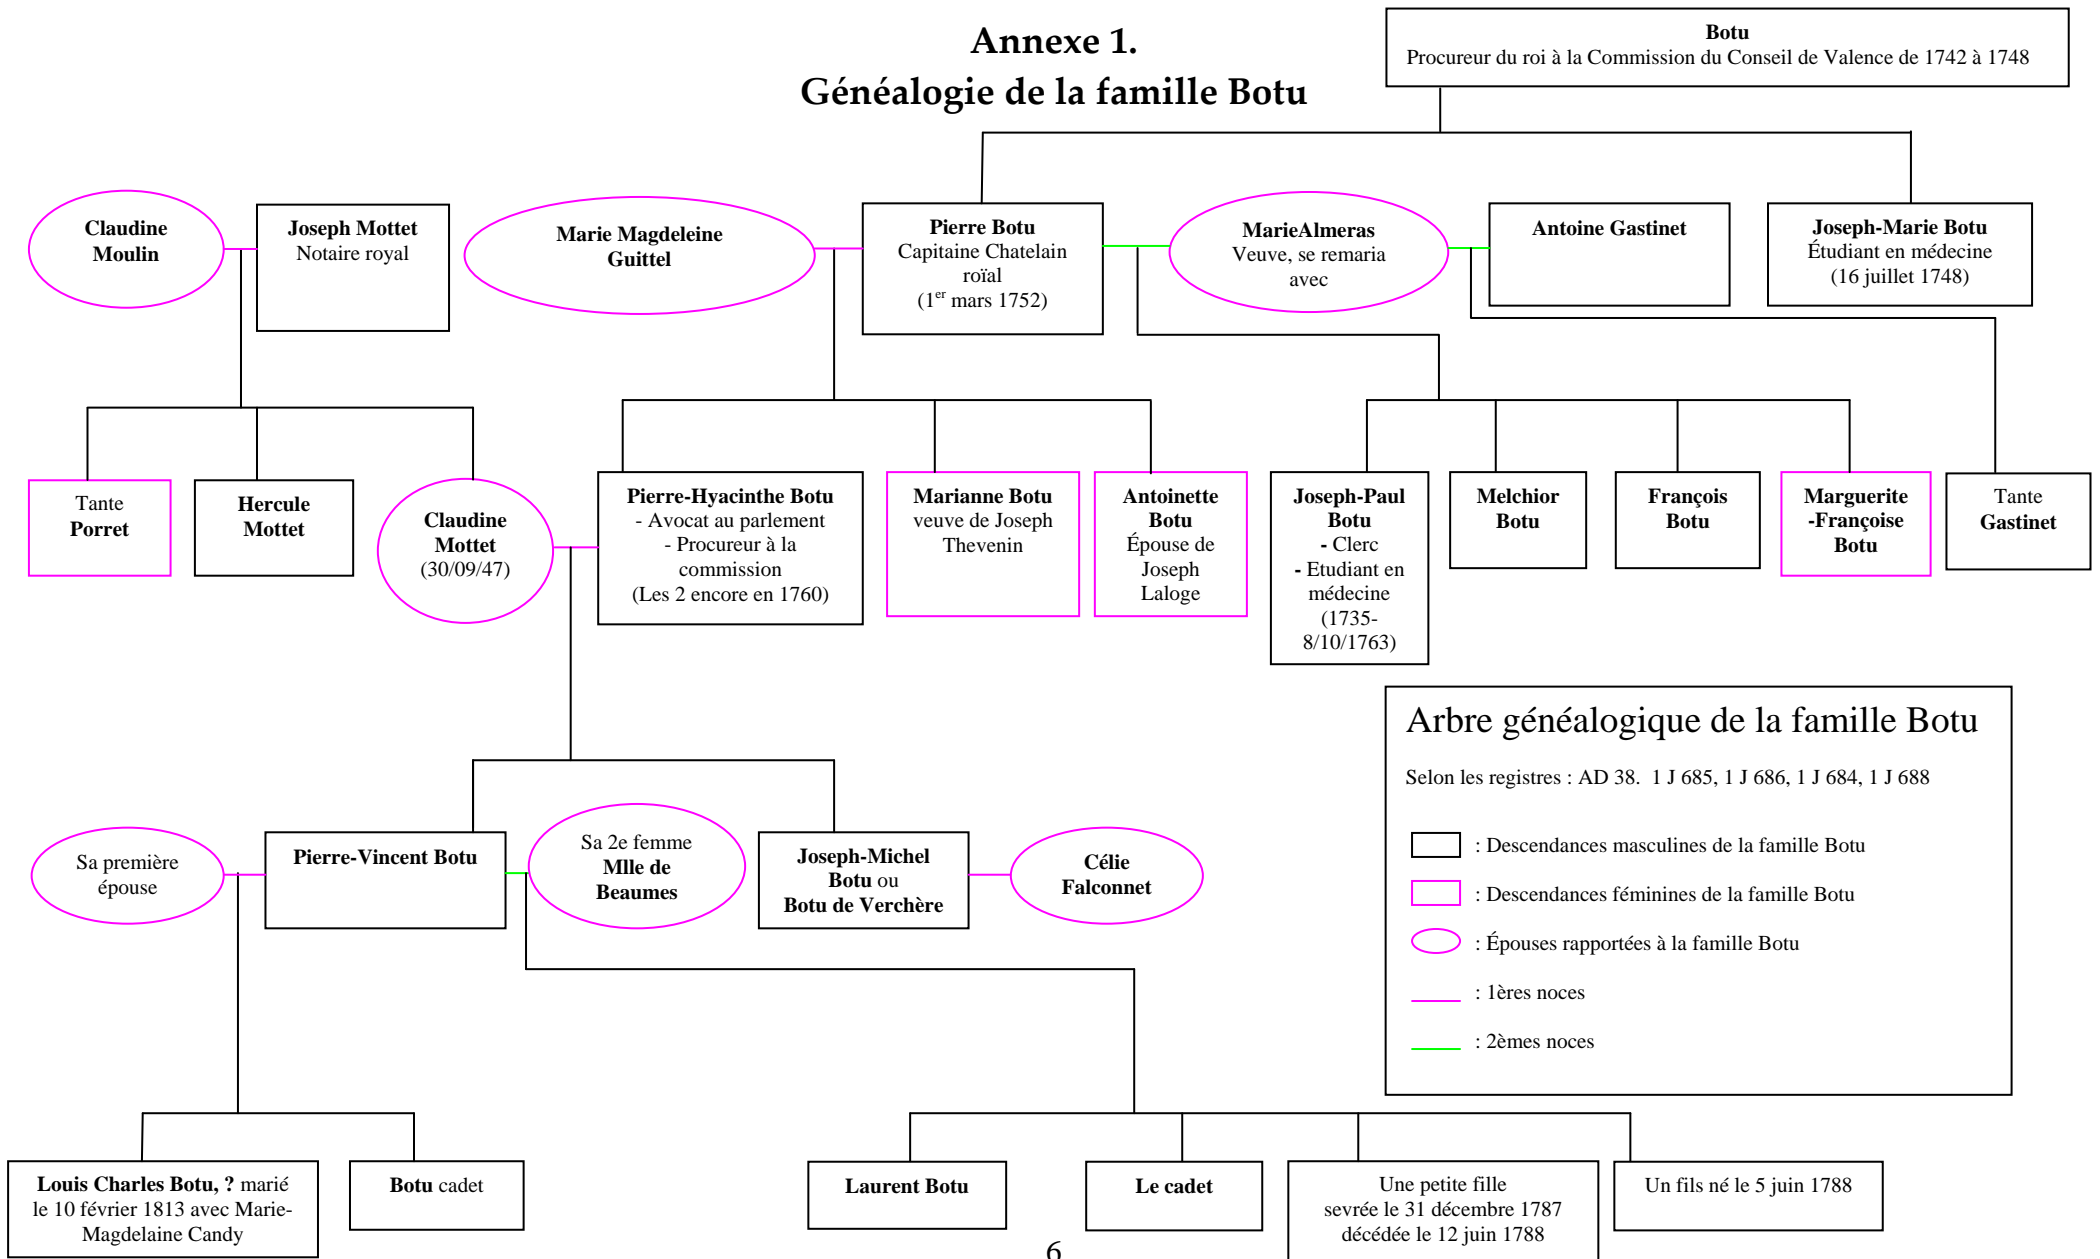 Annexe 1.
Généalogie de la famille Botu
Botu
Procureur du roi à la Commission du Conseil de Valence de 1742 à 1748
Claudine
Moulin
Joseph Mottet
Notaire royal
Marie Magdeleine
Guittel
Pierre Botu
Capitaine Chatelain
roïal
(1er mars 1752)
MarieAlmeras
Veuve, se remaria
avec
Antoine Gastinet
Joseph-Marie Botu
Étudiant en médecine
(16 juillet 1748)
Tante
Porret
Hercule
Mottet
Claudine
Mottet
(30/09/47)
Pierre-Hyacinthe Botu
- Avocat au parlement
- Procureur à la
commission
(Les 2 encore en 1760)
Marianne Botu
veuve de Joseph
Thevenin
Antoinette
Botu
Épouse de
Joseph
Laloge
Joseph-Paul
Botu
- Clerc
- Etudiant en
médecine
(1735-
8/10/1763)
Melchior
Botu
François
Botu
Marguerite
-Françoise
Botu
Tante
Gastinet
Sa première
épouse
Pierre-Vincent Botu
Sa 2e femme
Mlle de
Beaumes
Joseph-Michel
Botu ou
Botu de Verchère
Célie
Falconnet
Arbre généalogique de la famille Botu
Selon les registres : AD 38. 1 J 685, 1 J 686, 1 J 684, 1 J 688
: Descendances masculines de la famille Botu
: Descendances féminines de la famille Botu
: Épouses rapportées à la famille Botu
: 1ères noces
: 2èmes noces
Louis Charles Botu, ? marié
le 10 février 1813 avec Marie-
Magdelaine Candy
Botu cadet
Laurent Botu
Le cadet
Une petite fille
sevrée le 31 décembre 1787
décédée le 12 juin 1788
Un fils né le 5 juin 1788
6